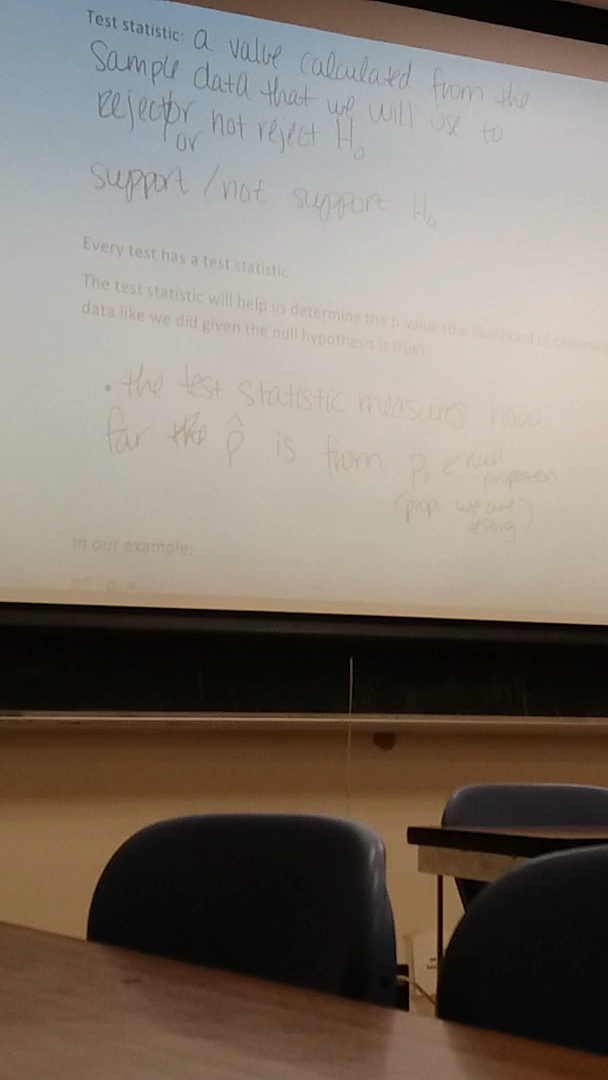 Test statistic: a value calculated from the
sample data that we will use to
Reject or not reject H₀
or
support / not support Hₐ
Every test has a test statistic
The test statistic will help us determine the p-value (the likelihood of observing
data like we did given the null hypothesis is true)
• the test statistic measures how
far the p̂ is from p₀ < null
proportion
(prop. we are
testing)
In our example: